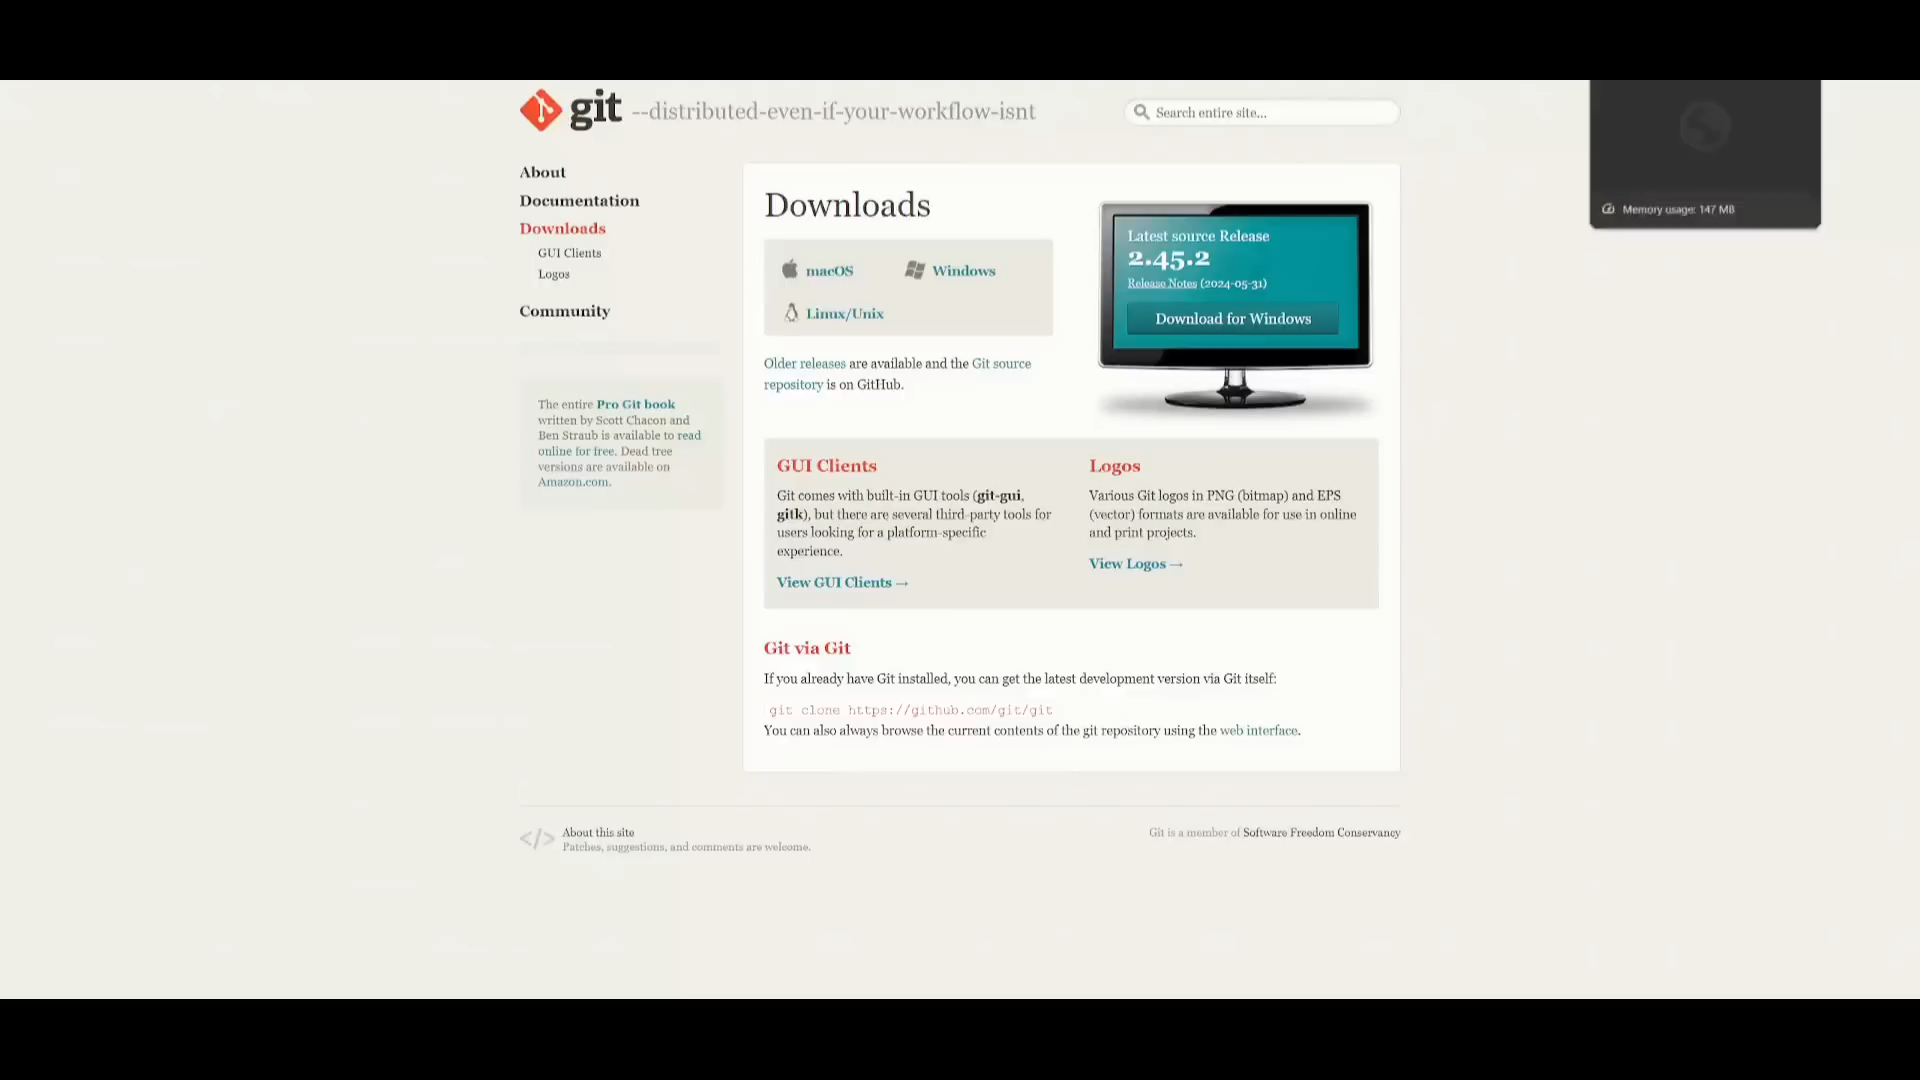 git --distributed-even-if-your-workflow-isnt
Search entire site...
Memory usage: 147 MB
About
Documentation
Downloads
GUI Clients
Logos
Community
The entire Pro Git book
written by Scott Chacon and
Ben Straub is available to read
online for free. Dead tree
versions are available on
Amazon.com.
Downloads
macOS
Windows
Linux/Unix
Older releases are available and the Git source
repository is on GitHub.
Latest source Release
2.45.2
Release Notes (2024-05-31)
Download for Windows
GUI Clients
Git comes with built-in GUI tools (git-gui,
gitk), but there are several third-party tools for
users looking for a platform-specific
experience.
View GUI Clients →
Logos
Various Git logos in PNG (bitmap) and EPS
(vector) formats are available for use in online
and print projects.
View Logos →
Git via Git
If you already have Git installed, you can get the latest development version via Git itself:
git clone https://github.com/git/git
You can also always browse the current contents of the git repository using the web interface.
</> About this site
Patches, suggestions, and comments are welcome.
Git is a member of Software Freedom Conservancy